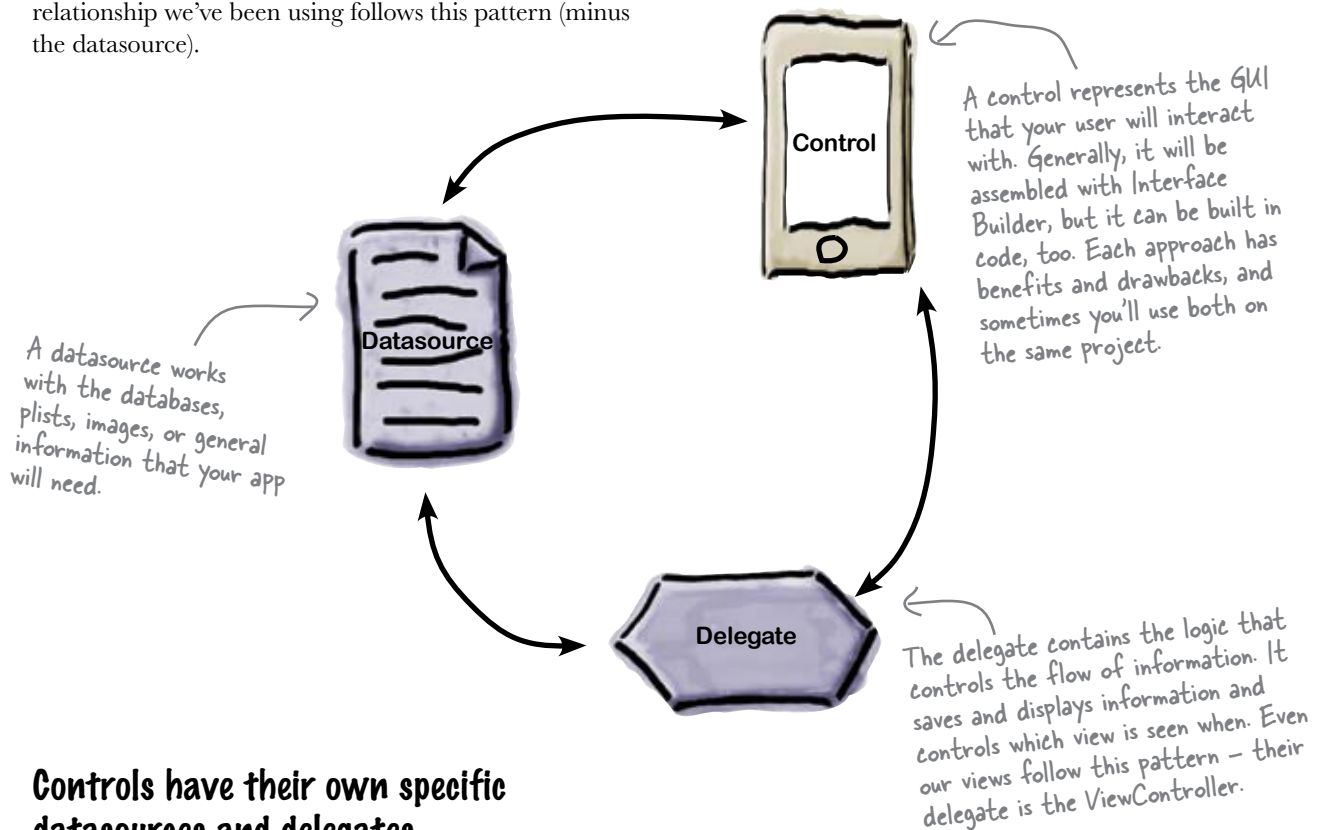 relationship we've been using follows this pattern (minus
the datasource).
Control
A control represents the GUI
that your user will interact
with. Generally, it will be
assembled with Interface
Builder, but it can be built in
code, too. Each approach has
benefits and drawbacks, and
sometimes you'll use both on
the same project.
Datasource
A datasource works
with the databases,
plists, images, or general
information that your app
will need.
Delegate
The delegate contains the logic that
controls the flow of information. It
saves and displays information and
controls which view is seen when. Even
our views follow this pattern – their
delegate is the ViewController.
Controls have their own specific
datasources and delegates